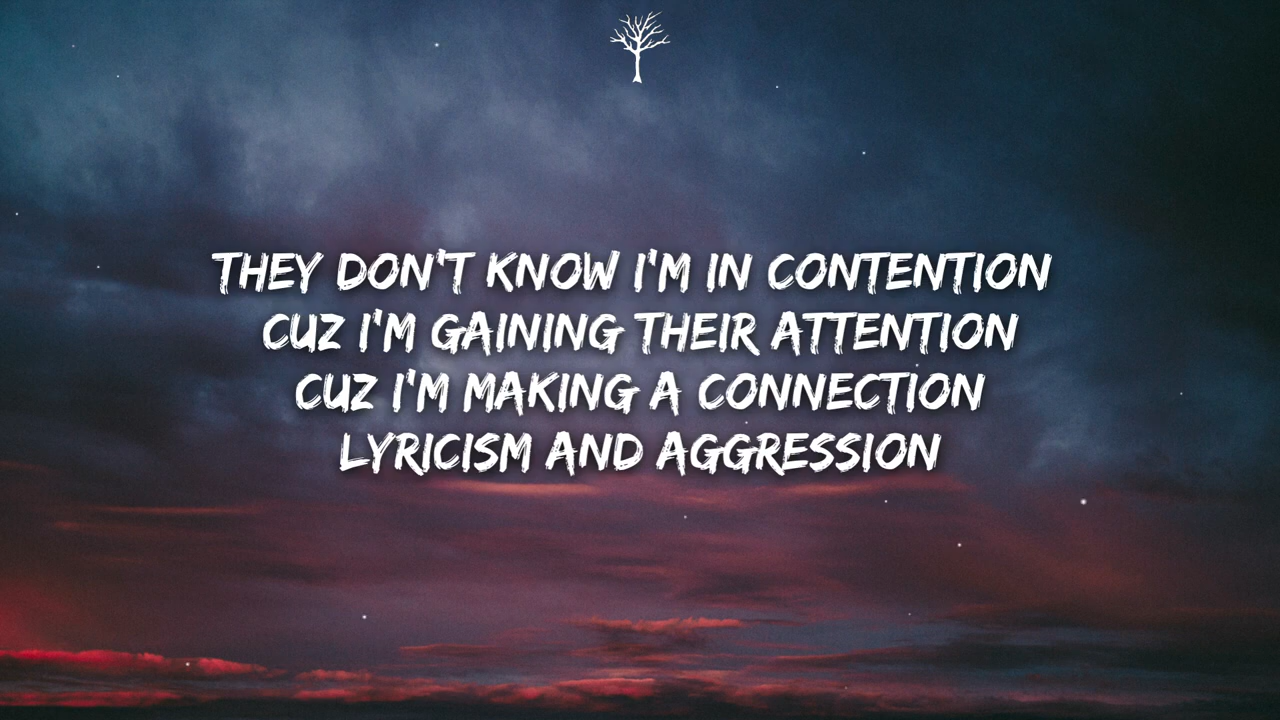 THEY DON'T KNOW I'M IN CONTENTION
CUZ I'M GAINING THEIR ATTENTION
CUZ I'M MAKING A CONNECTION
LYRICISM AND AGGRESSION